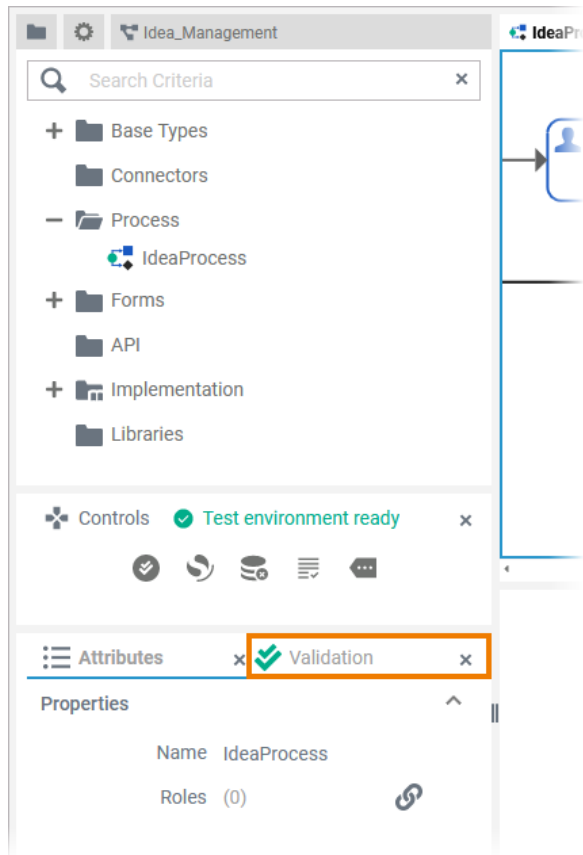 Idea_Management
IdeaPr
Search Criteria
Base Types
Connectors
Process
IdeaProcess
Forms
API
Implementation
Libraries
Controls Test environment ready
Attributes Validation
Properties
Name IdeaProcess
Roles (0)